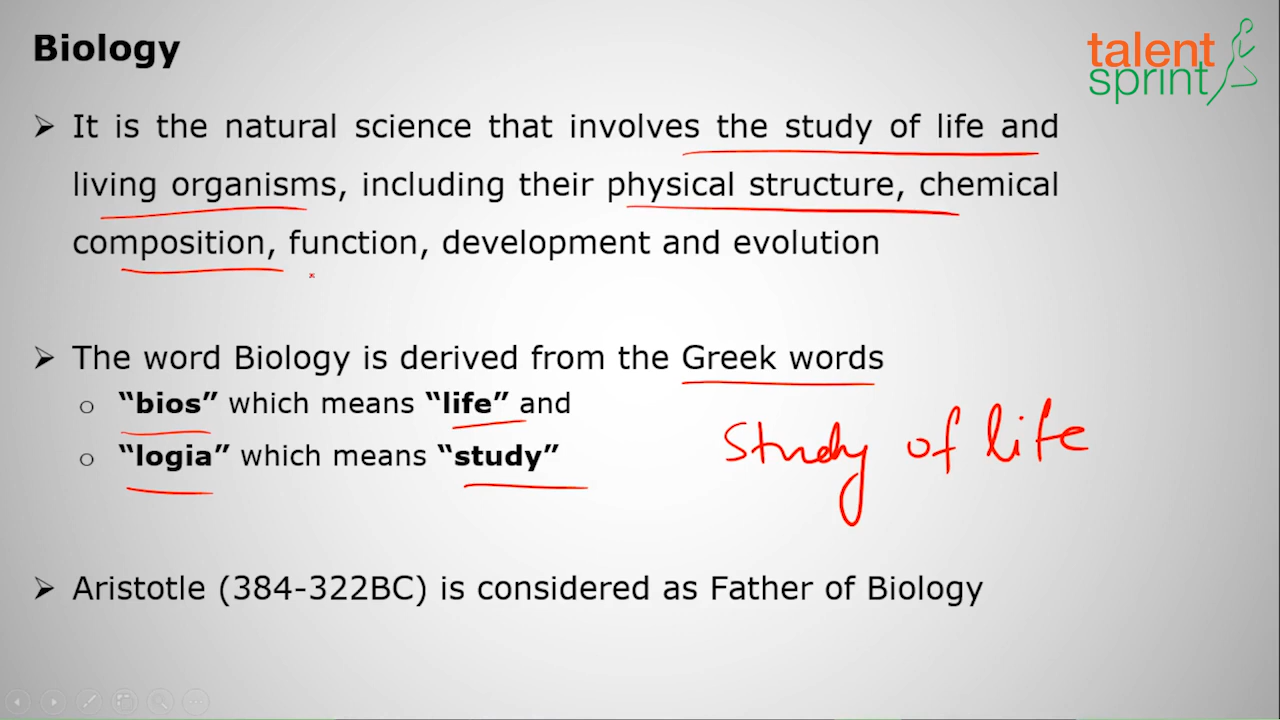 Biology
talent
sprint
➢ It is the natural science that involves the study of life and
living organisms, including their physical structure, chemical
composition, function, development and evolution
➢ The word Biology is derived from the Greek words
o “bios” which means “life” and
o “logia” which means “study”
Study of life
➢ Aristotle (384-322BC) is considered as Father of Biology